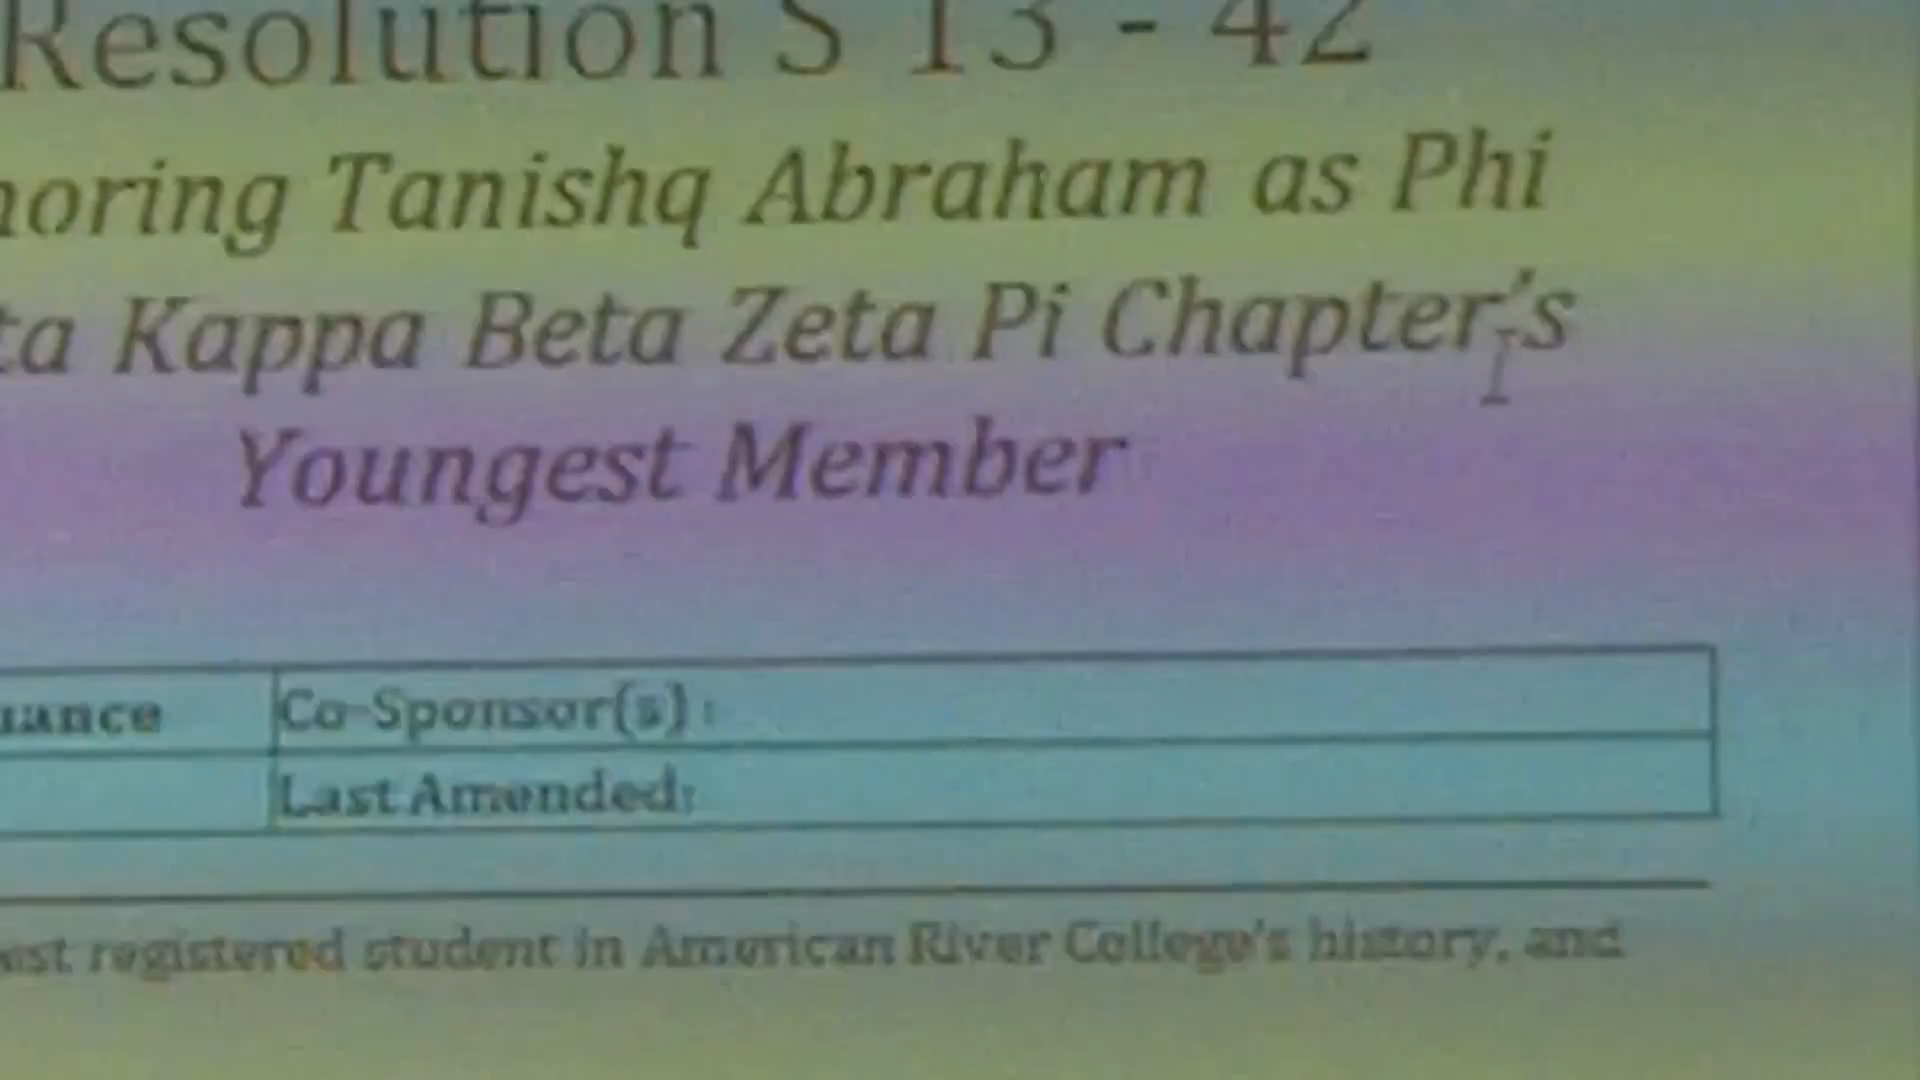 Resolution S 13 - 42
noring Tanishq Abraham as Phi
ta Kappa Beta Zeta Pi Chapter's
Youngest Member
uance Co-Sponsor(s):
Last Amended:
est registered student in American River College's history, and